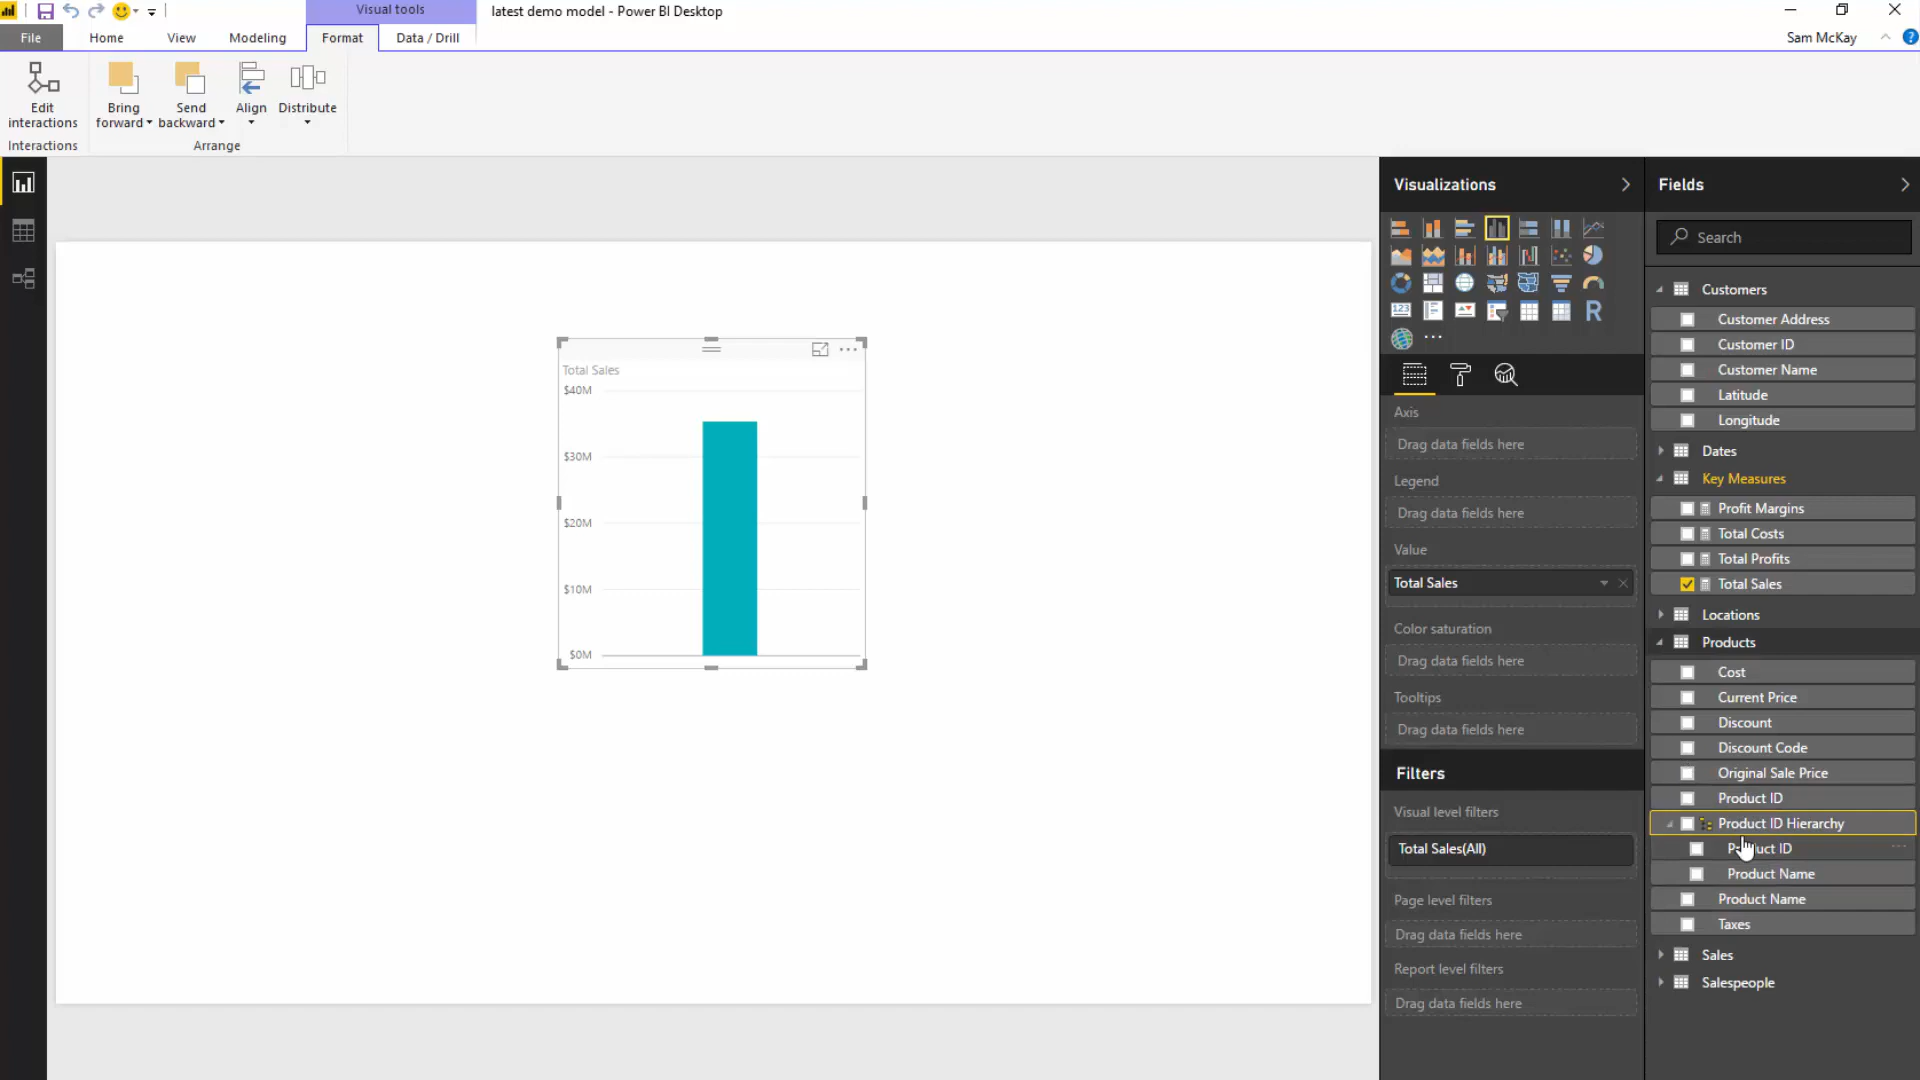 Visual tools
latest demo model - Power BI Desktop
File
Home
View
Modeling
Format
Data / Drill
Sam McKay
?
Edit
interactions
Bring
forward
Send
backward
Align
Distribute
Interactions
Arrange
Visualizations
Fields
Search
Customers
Customer Address
Customer ID
Customer Name
Latitude
Longitude
Dates
Key Measures
Profit Margins
Total Costs
Total Profits
Total Sales
Locations
Products
Cost
Current Price
Discount
Discount Code
Original Sale Price
Product ID
Product ID Hierarchy
Product ID
Product Name
Product Name
Taxes
Sales
Salespeople
123
R
Axis
Drag data fields here
Legend
Drag data fields here
Value
Total Sales
Color saturation
Drag data fields here
Tooltips
Drag data fields here
Filters
Visual level filters
Total Sales(All)
Page level filters
Drag data fields here
Report level filters
Drag data fields here
Total Sales
$40M
$30M
$20M
$10M
$0M